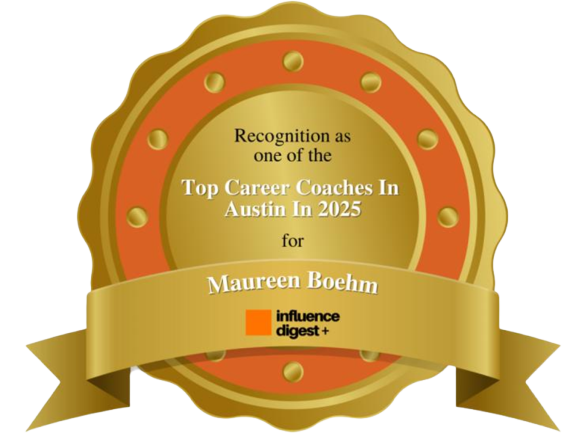 Recognition as
one of the
Top Career Coaches In
Austin In 2025
for
Maureen Boehm
influence
digest+